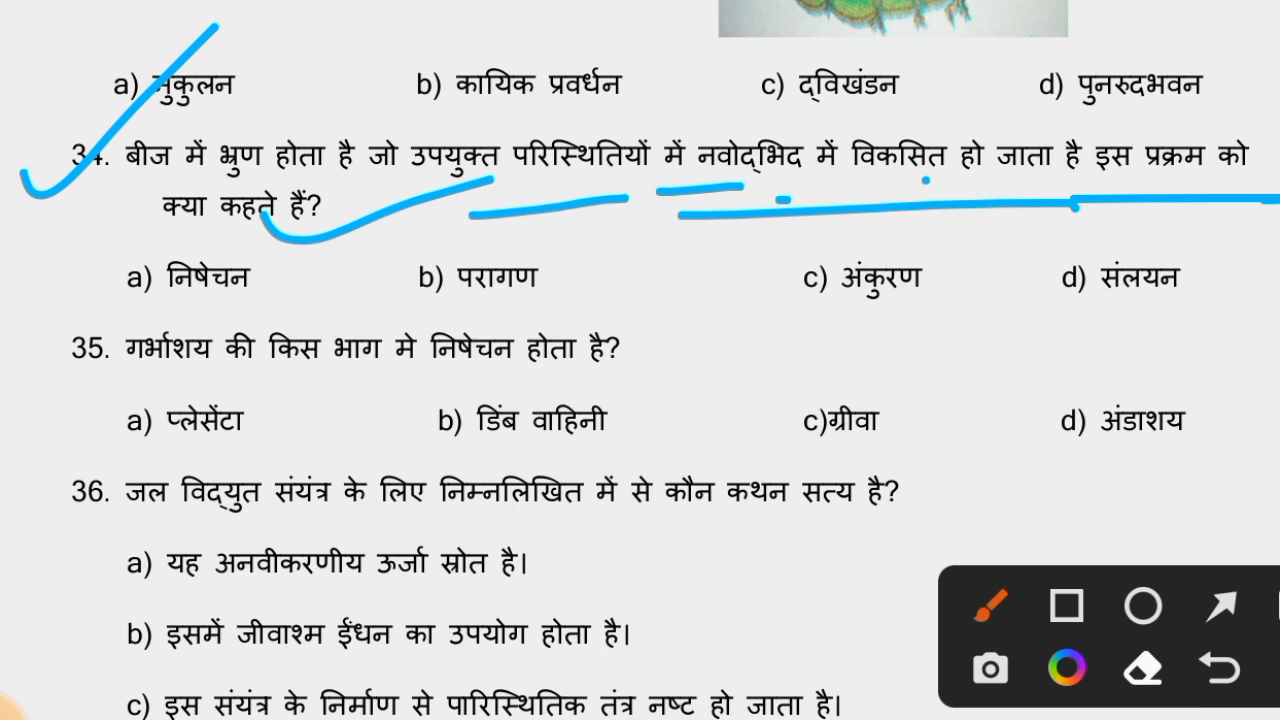 a) मुकुलन b) कायिक प्रवर्धन c) द्विखंडन d) पुनरुदभवन
34. बीज में भ्रुण होता है जो उपयुक्त परिस्थितियों में नवोद्भिद में विकसित हो जाता है इस प्रक्रम को
क्या कहते हैं?
a) निषेचन b) परागण c) अंकुरण d) संलयन
35. गर्भाशय की किस भाग मे निषेचन होता है?
a) प्लेसेंटा b) डिंब वाहिनी c)ग्रीवा d) अंडाशय
36. जल विद्युत संयंत्र के लिए निम्नलिखित में से कौन कथन सत्य है?
a) यह अनवीकरणीय ऊर्जा स्रोत है।
b) इसमें जीवाश्म ईंधन का उपयोग होता है।
c) इस संयंत्र के निर्माण से पारिस्थितिक तंत्र नष्ट हो जाता है।